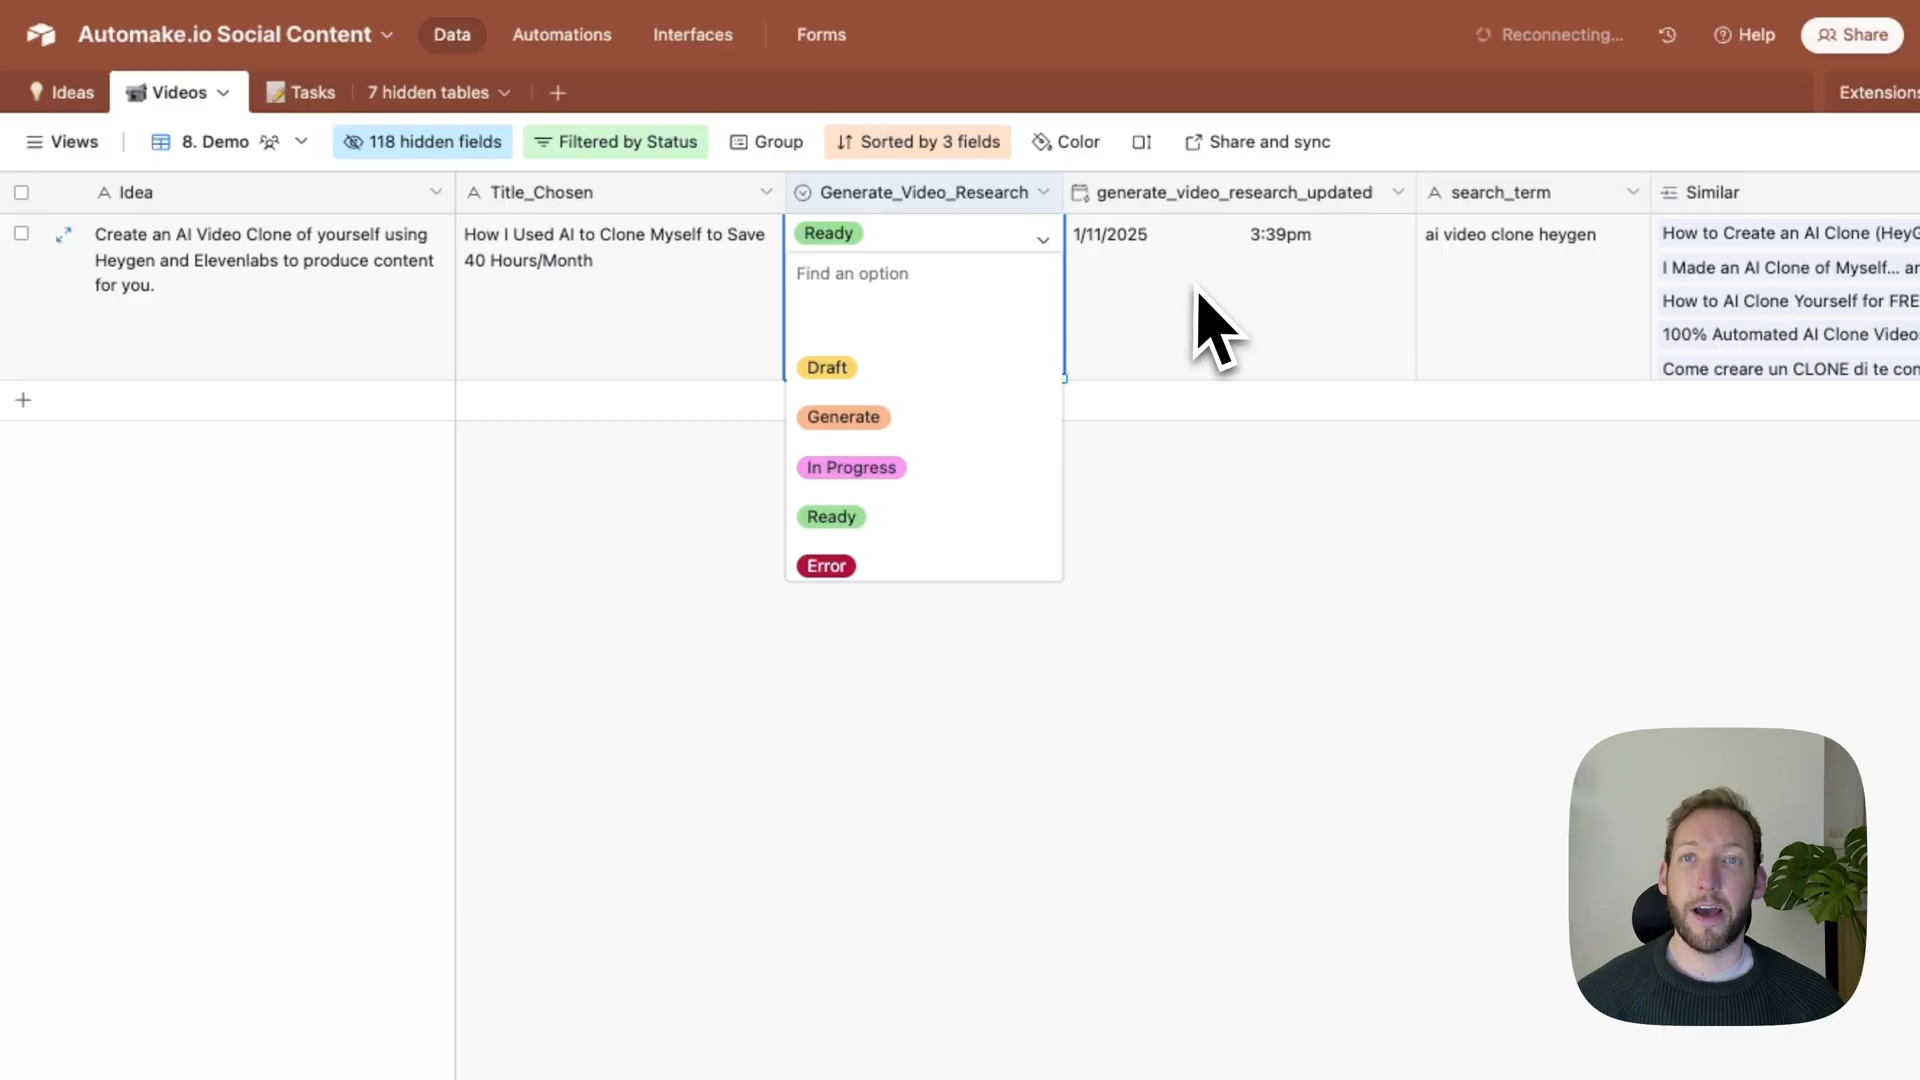 Automake.io Social Content
Data
Automations
Interfaces
Forms
Reconnecting...
Help
Share
Ideas
Videos
Tasks
7 hidden tables
Extensions
Views
8. Demo
118 hidden fields
Filtered by Status
Group
Sorted by 3 fields
Color
Share and sync
Idea
Title_Chosen
Generate_Video_Research
generate_video_research_updated
search_term
Similar
Create an AI Video Clone of yourself using
Heygen and Elevenlabs to produce content
for you.
How I Used AI to Clone Myself to Save
40 Hours/Month
Ready
Find an option
Draft
Generate
In Progress
Ready
Error
1/11/2025 3:39pm
ai video clone heygen
How to Create an AI Clone (HeyG
I Made an AI Clone of Myself... ar
How to AI Clone Yourself for FRE
100% Automated AI Clone Video
Come creare un CLONE di te con